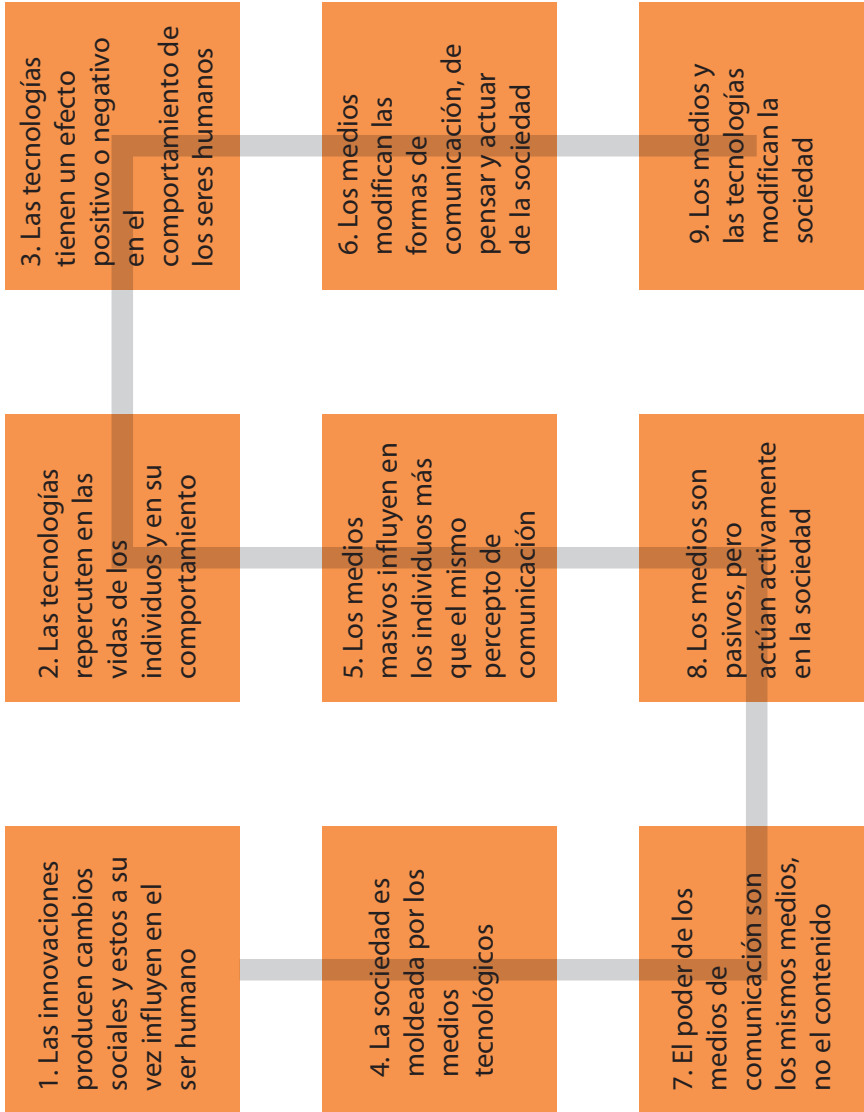 1. Las innovaciones
producen cambios
sociales y estos a su
vez influyen en el
ser humano
2. Las tecnologías
repercuten en las
vidas de los
individuos y en su
comportamiento
3. Las tecnologías
tienen un efecto
positivo o negativo
en el
comportamiento de
los seres humanos
4. La sociedad es
moldeada por los
medios
tecnológicos
5. Los medios
masivos influyen en
los individuos más
que el mismo
percepto de
comunicación
6. Los medios
modifican las
formas de
comunicación, de
pensar y actuar
de la sociedad
7. El poder de los
medios de
comunicación son
los mismos medios,
no el contenido
8. Los medios son
pasivos, pero
actúan activamente
en la sociedad
9. Los medios y
las tecnologías
modifican la
sociedad